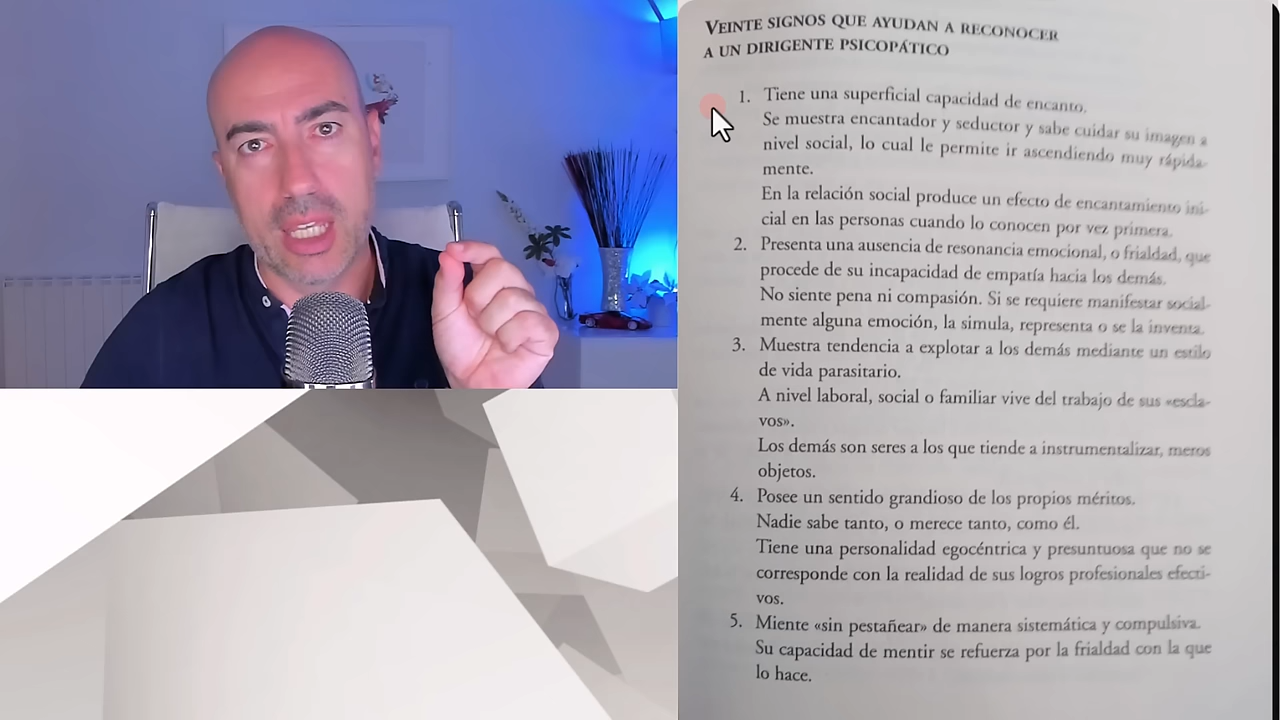 VEINTE SIGNOS QUE AYUDAN A RECONOCER
A UN DIRIGENTE PSICOPÁTICO
1. Tiene una superficial capacidad de encanto.
Se muestra encantador y seductor y sabe cuidar su imagen a
nivel social, lo cual le permite ir ascendiendo muy rápida-
mente.
En la relación social produce un efecto de encantamiento ini-
cial en las personas cuando lo conocen por vez primera.
2. Presenta una ausencia de resonancia emocional, o frialdad, que
procede de su incapacidad de empatía hacia los demás.
No siente pena ni compasión. Si se requiere manifestar social-
mente alguna emoción, la simula, representa o se la inventa.
3. Muestra tendencia a explotar a los demás mediante un estilo
de vida parasitario.
A nivel laboral, social o familiar vive del trabajo de sus «escla-
vos».
Los demás son seres a los que tiende a instrumentalizar, meros
objetos.
4. Posee un sentido grandioso de los propios méritos.
Nadie sabe tanto, o merece tanto, como él.
Tiene una personalidad egocéntrica y presuntuosa que no se
corresponde con la realidad de sus logros profesionales efecti-
vos.
5. Miente «sin pestañear» de manera sistemática y compulsiva.
Su capacidad de mentir se refuerza por la frialdad con la que
lo hace.